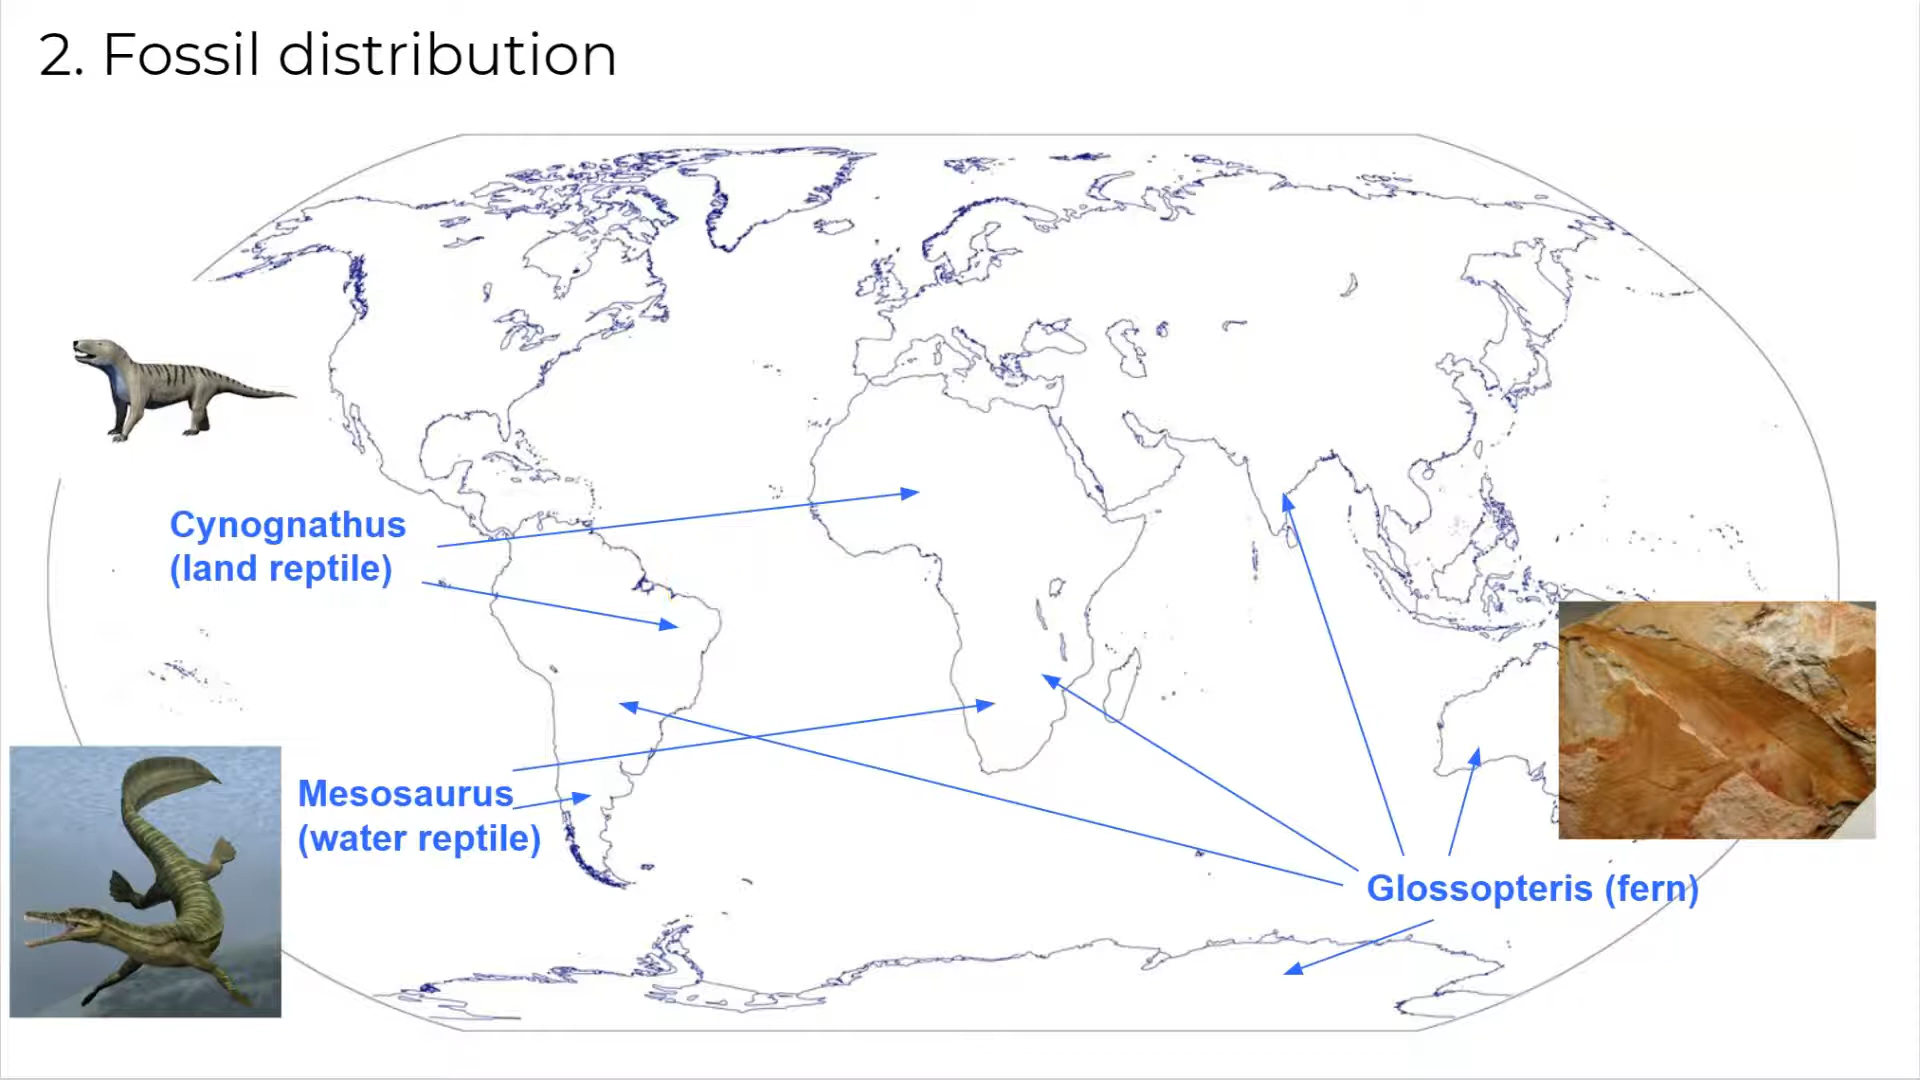 2. Fossil distribution
Cynognathus
(land reptile)
Mesosaurus
(water reptile)
Glossopteris (fern)